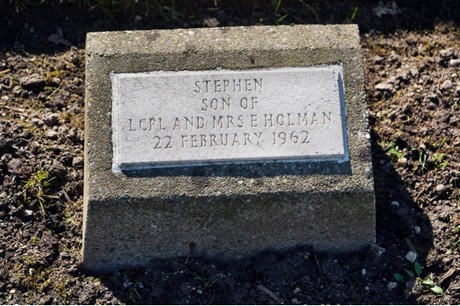 STEPHEN
SON OF
LCPL AND MRS E HOLMAN
22 FEBRUARY 1962